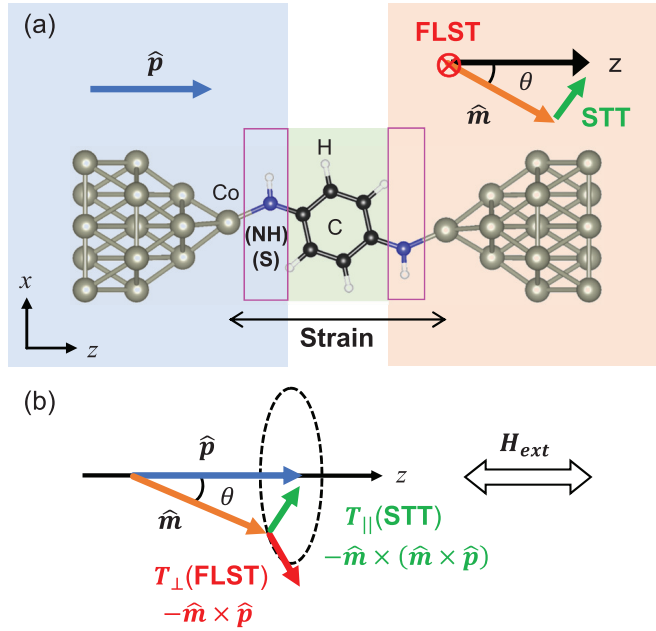 (a)
p̂
FLST
z
θ
m̂
STT
H
Co
(NH)
(S)
C
x
z
Strain
(b)
p̂
z
H_ext
θ
m̂
T_||(STT)
−m̂ × (m̂ × p̂)
T_⊥(FLST)
−m̂ × p̂